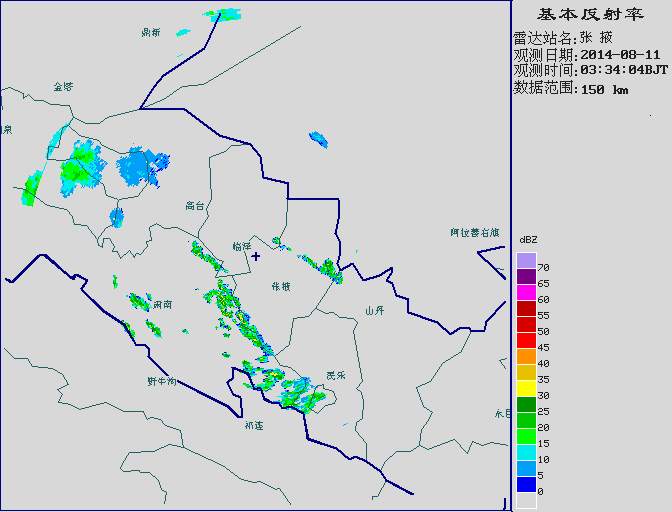 基本反射率
雷达站名:张 掖
观测日期:2014-08-11
观测时间:03:34:04BJT
数据范围:150 km
鼎新
金塔
泉
高台
临泽
阿拉善右旗
张掖
肃南
山丹
野牛沟
民乐
祁连
永昌
dBZ
70
65
60
55
50
45
40
35
30
25
20
15
10
5
0